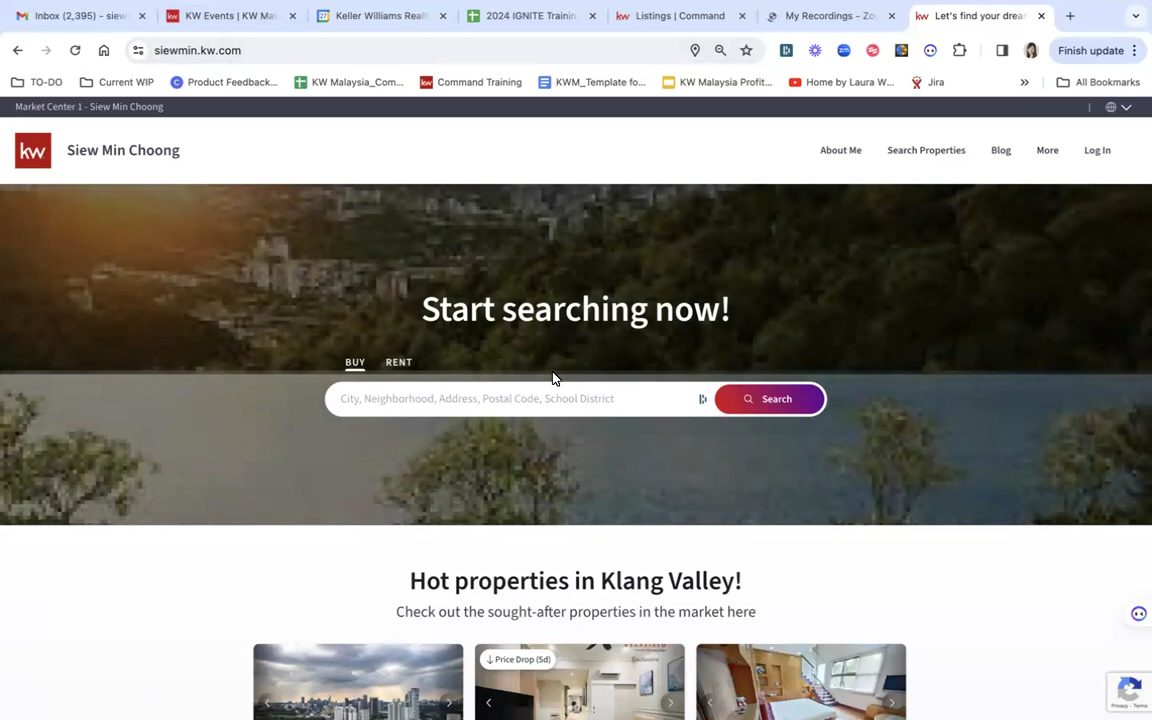 Inbox (2,395) - siew
KW Events | KW Ma
Keller Williams Real
2024 IGNITE Trainin
Listings | Command
My Recordings - Zo
Let's find your drea
siewmin.kw.com
Finish update
TO-DO
Current WIP
Product Feedback...
KW Malaysia_Com...
Command Training
KWM_Template fo...
KW Malaysia Profit...
Home by Laura W...
Jira
All Bookmarks
Market Center 1 - Siew Min Choong
kw
Siew Min Choong
About Me
Search Properties
Blog
More
Log In
Start searching now!
BUY
RENT
City, Neighborhood, Address, Postal Code, School District
Search
Hot properties in Klang Valley!
Check out the sought-after properties in the market here
Price Drop (5d)
Exclusive
Privacy - Terms